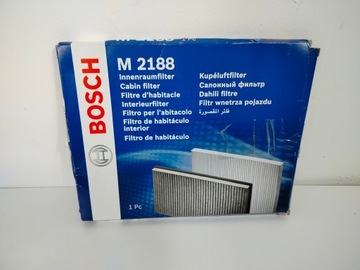 BOSCH
M 2188
Innenraumfilter
Cabin filter
Filtre d'habitacle
Interieurfilter
Filtro per l'abitacolo
Filtro de habitáculo
interior
Filtro de habitáculo
Kupéluftfilter
Салонный фильтр
Dahili filtre
Filtr wnętrza pojazdu
فلتر المقصورة
1 Pc